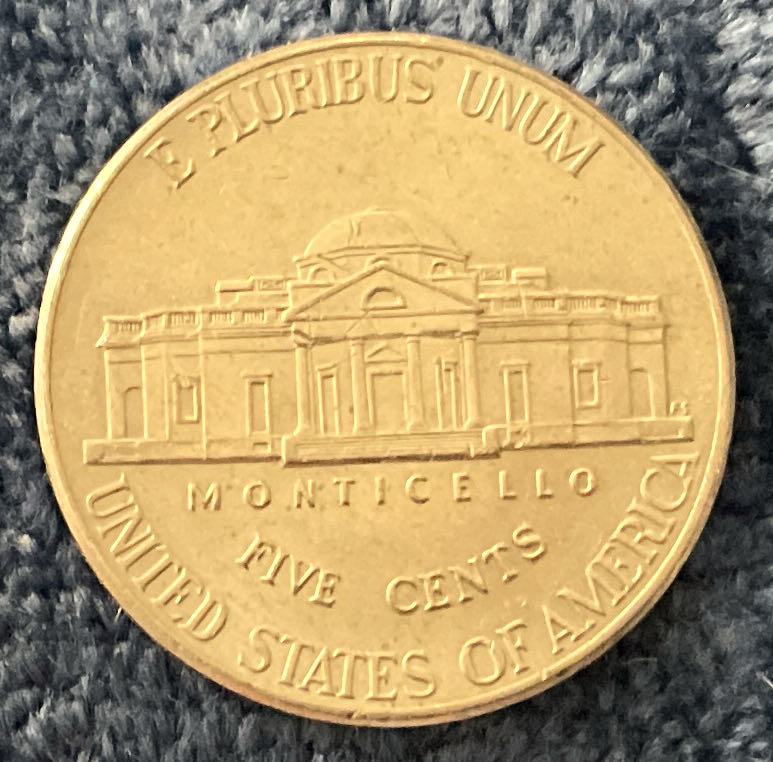 E PLURIBUS UNUM
MONTICELLO
FIVE CENTS
UNITED STATES OF AMERICA